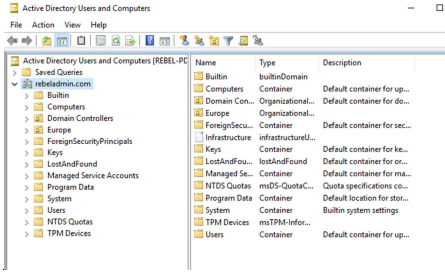 Active Directory Users and Computers
File Action View Help
Active Directory Users and Computers [REBEL-PD
Saved Queries
rebeladmin.com
Builtin
Computers
Domain Controllers
Europe
ForeignSecurityPrincipals
Keys
LostAndFound
Managed Service Accounts
Program Data
System
Users
NTDS Quotas
TPM Devices
Name Type Description
Builtin builtinDomain
Computers Container Default container for up...
Domain Con... Organizational... Default container for do...
Europe Organizational...
ForeignSecu... Container Default container for sec...
Infrastructure infrastructureU...
Keys Container Default container for ke...
LostAndFou... lostAndFound Default container for or...
Managed Se... Container Default container for ma...
NTDS Quotas msDS-QuotaC... Quota specifications co...
Program Data Container Default location for stor...
System Container Builtin system settings
TPM Devices msTPM-Infor...
Users Container Default container for up...